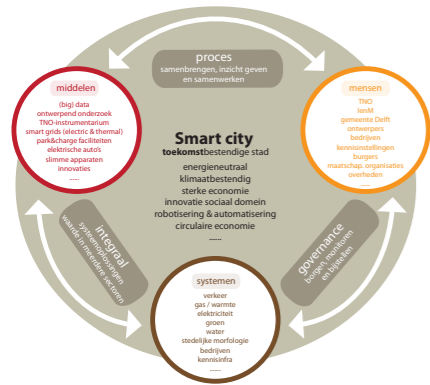 proces
samenbrengen, inzicht geven
en samenwerken
middelen
(big) data
ontwerpend onderzoek
TNO-instrumentarium
smart grids (electric & thermal)
park&charge faciliteiten
elektrische auto's
slimme apparaten
innovaties
.....
mensen
TNO
IenM
gemeente Delft
ontwerpers
bedrijven
kennisinstellingen
burgers
maatschap. organisaties
overheden
.....
Smart city
toekomstbestendige stad
energieneutraal
klimaatbestendig
sterke economie
innovatie sociaal domein
robotisering & automatisering
circulaire economie
.....
integraal
systeemoplossingen
waarde in meerdere sectoren
governance
borgen, monitoren
en bijstellen
systemen
verkeer
gas / warmte
elektriciteit
groen
water
stedelijke morfologie
bedrijven
kennisinfra
.....